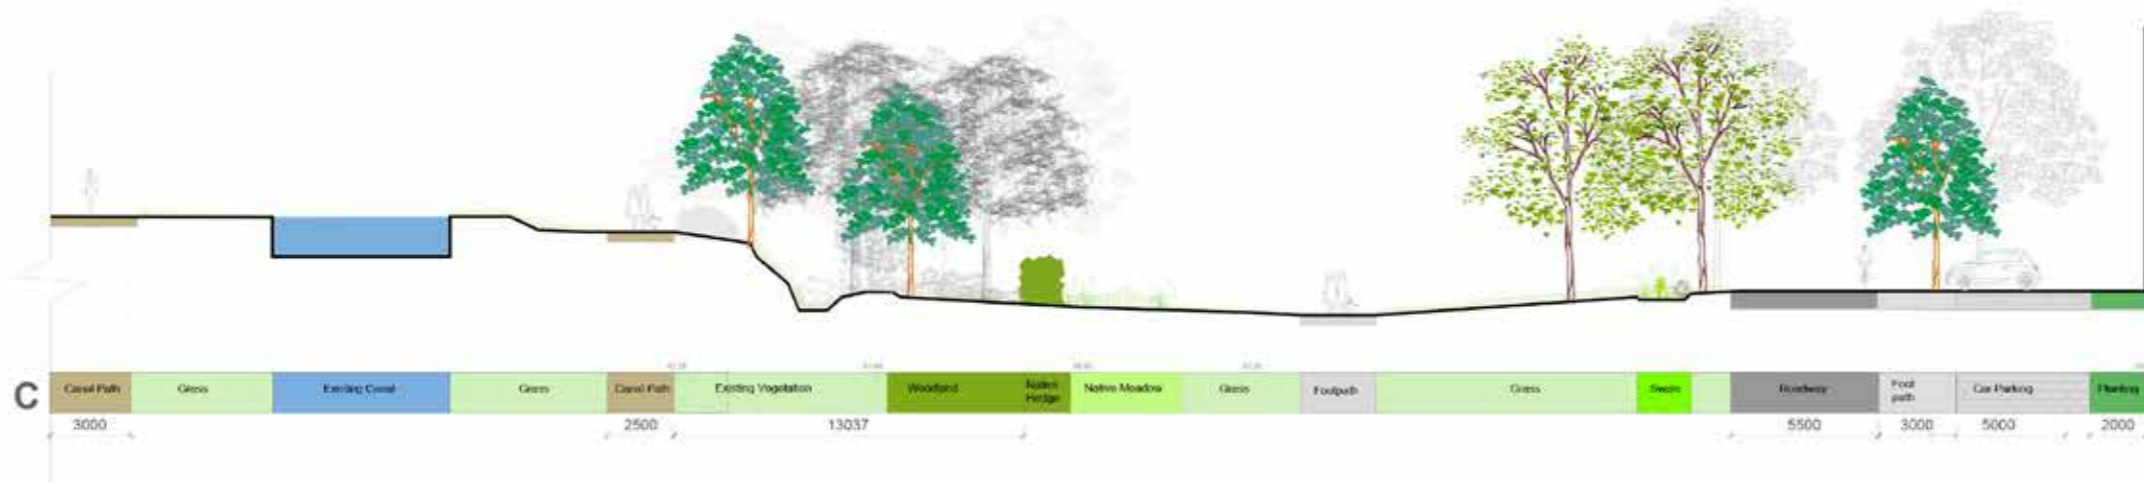 C
Canal Path
Grass
Existing Canal
Grass
Canal Path
Existing Vegetation
Woodland
Native
Hedge
Native Meadow
Grass
Footpath
Grass
Swale
Roadway
Foot
path
Car Parking
Planting
3000
2500
13037
5500
3000
5000
2000